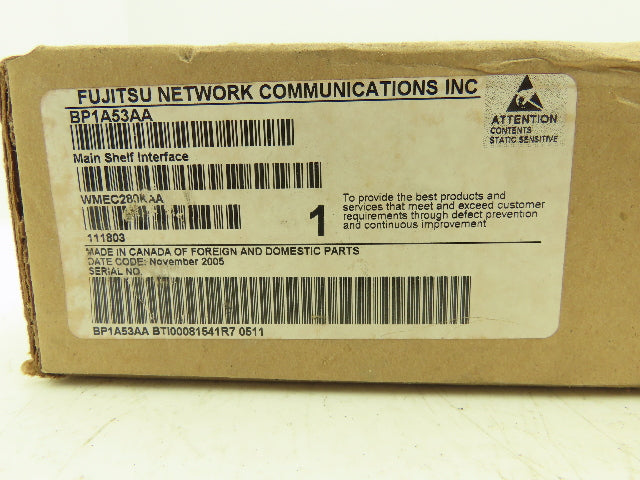 FUJITSU NETWORK COMMUNICATIONS INC
BP1A53AA
ATTENTION
CONTENTS
STATIC SENSITIVE
Main Shelf Interface
WMEC280KAA
111803
1
To provide the best products and
services that meet and exceed customer
requirements through defect prevention
and continuous improvement
MADE IN CANADA OF FOREIGN AND DOMESTIC PARTS
DATE CODE: November 2005
SERIAL NO.
BP1A53AA BTI00081541R7 0511